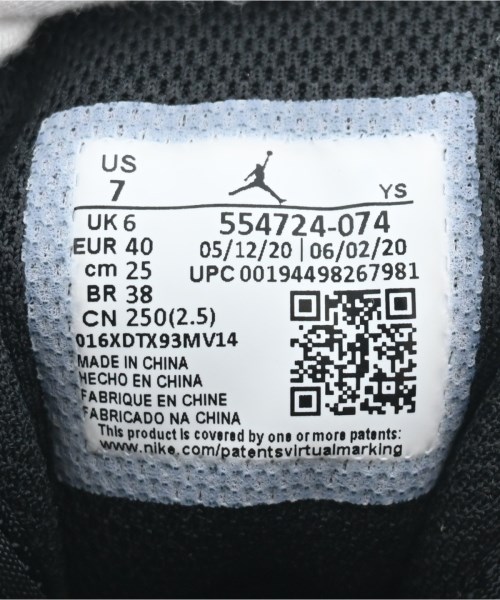 US
7
YS
UK 6
EUR 40
cm 25
BR 38
CN 250(2.5)
554724-074
05/12/20 | 06/02/20
UPC 00194498267981
016XDTX93MV14
MADE IN CHINA
HECHO EN CHINA
FABRIQUE EN CHINE
FABRICADO NA CHINA
This product is covered by one or more patents:
www.nike.com/patentsvirtualmarking